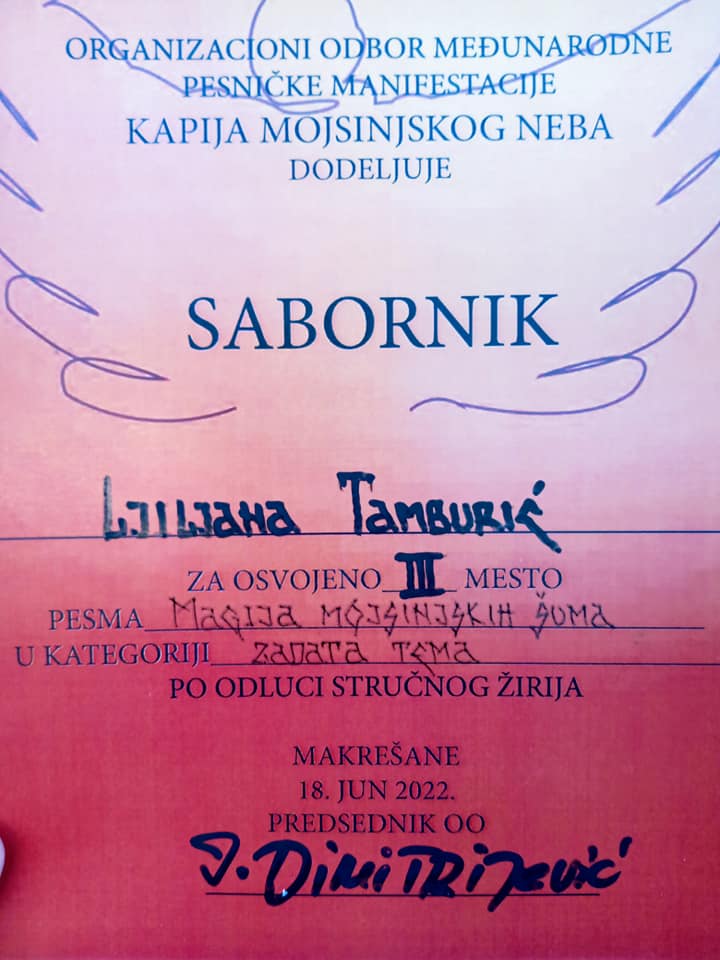 ORGANIZACIONI ODBOR MEĐUNARODNE
PESNIČKE MANIFESTACIJE
KAPIJA MOJSINJSKOG NEBA
DODELJUJE
SABORNIK
Ljiljana Tamburić
ZA OSVOJENO III MESTO
PESMA Magija mojsinjskih šuma
U KATEGORIJI zadata tema
PO ODLUCI STRUČNOG ŽIRIJA
MAKREŠANE
18. JUN 2022.
PREDSEDNIK OO
S. Dimitrijević